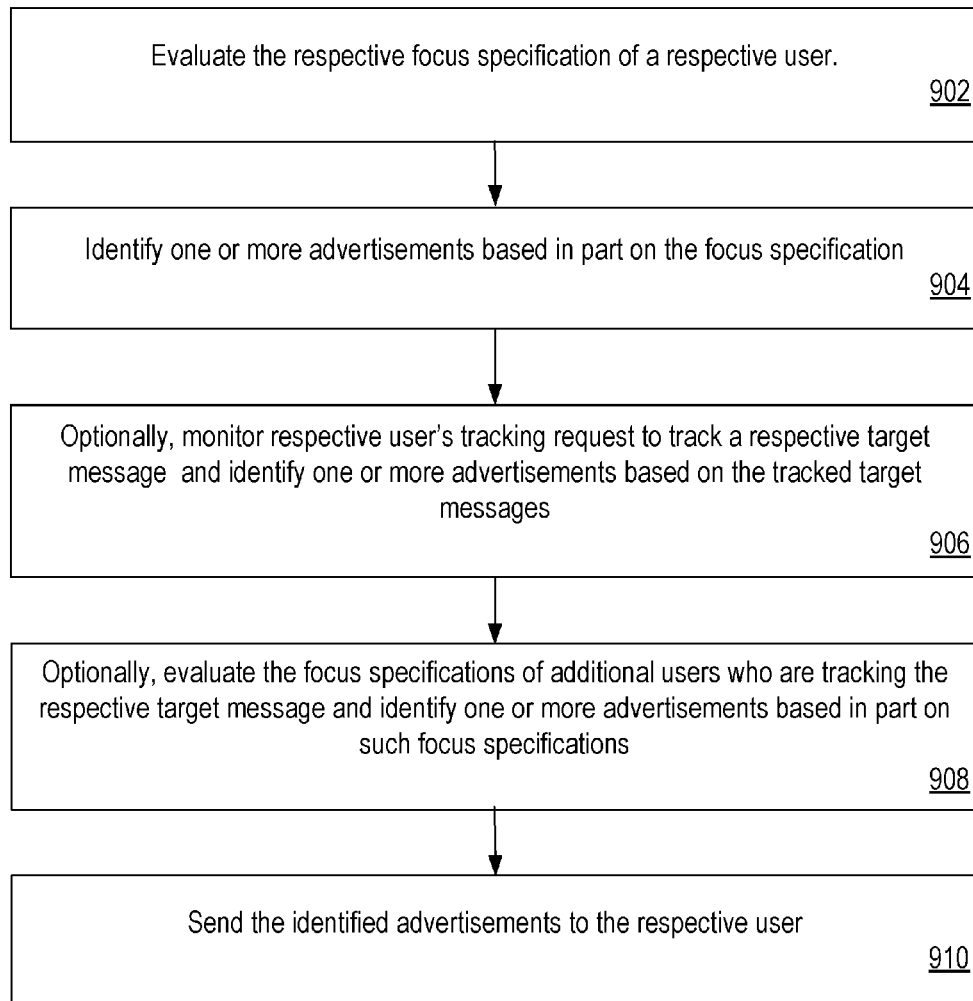 Evaluate the respective focus specification of a respective user.
902
Identify one or more advertisements based in part on the focus specification
904
Optionally, monitor respective user's tracking request to track a respective target
message and identify one or more advertisements based on the tracked target
messages
906
Optionally, evaluate the focus specifications of additional users who are tracking the
respective target message and identify one or more advertisements based in part on
such focus specifications
908
Send the identified advertisements to the respective user
910